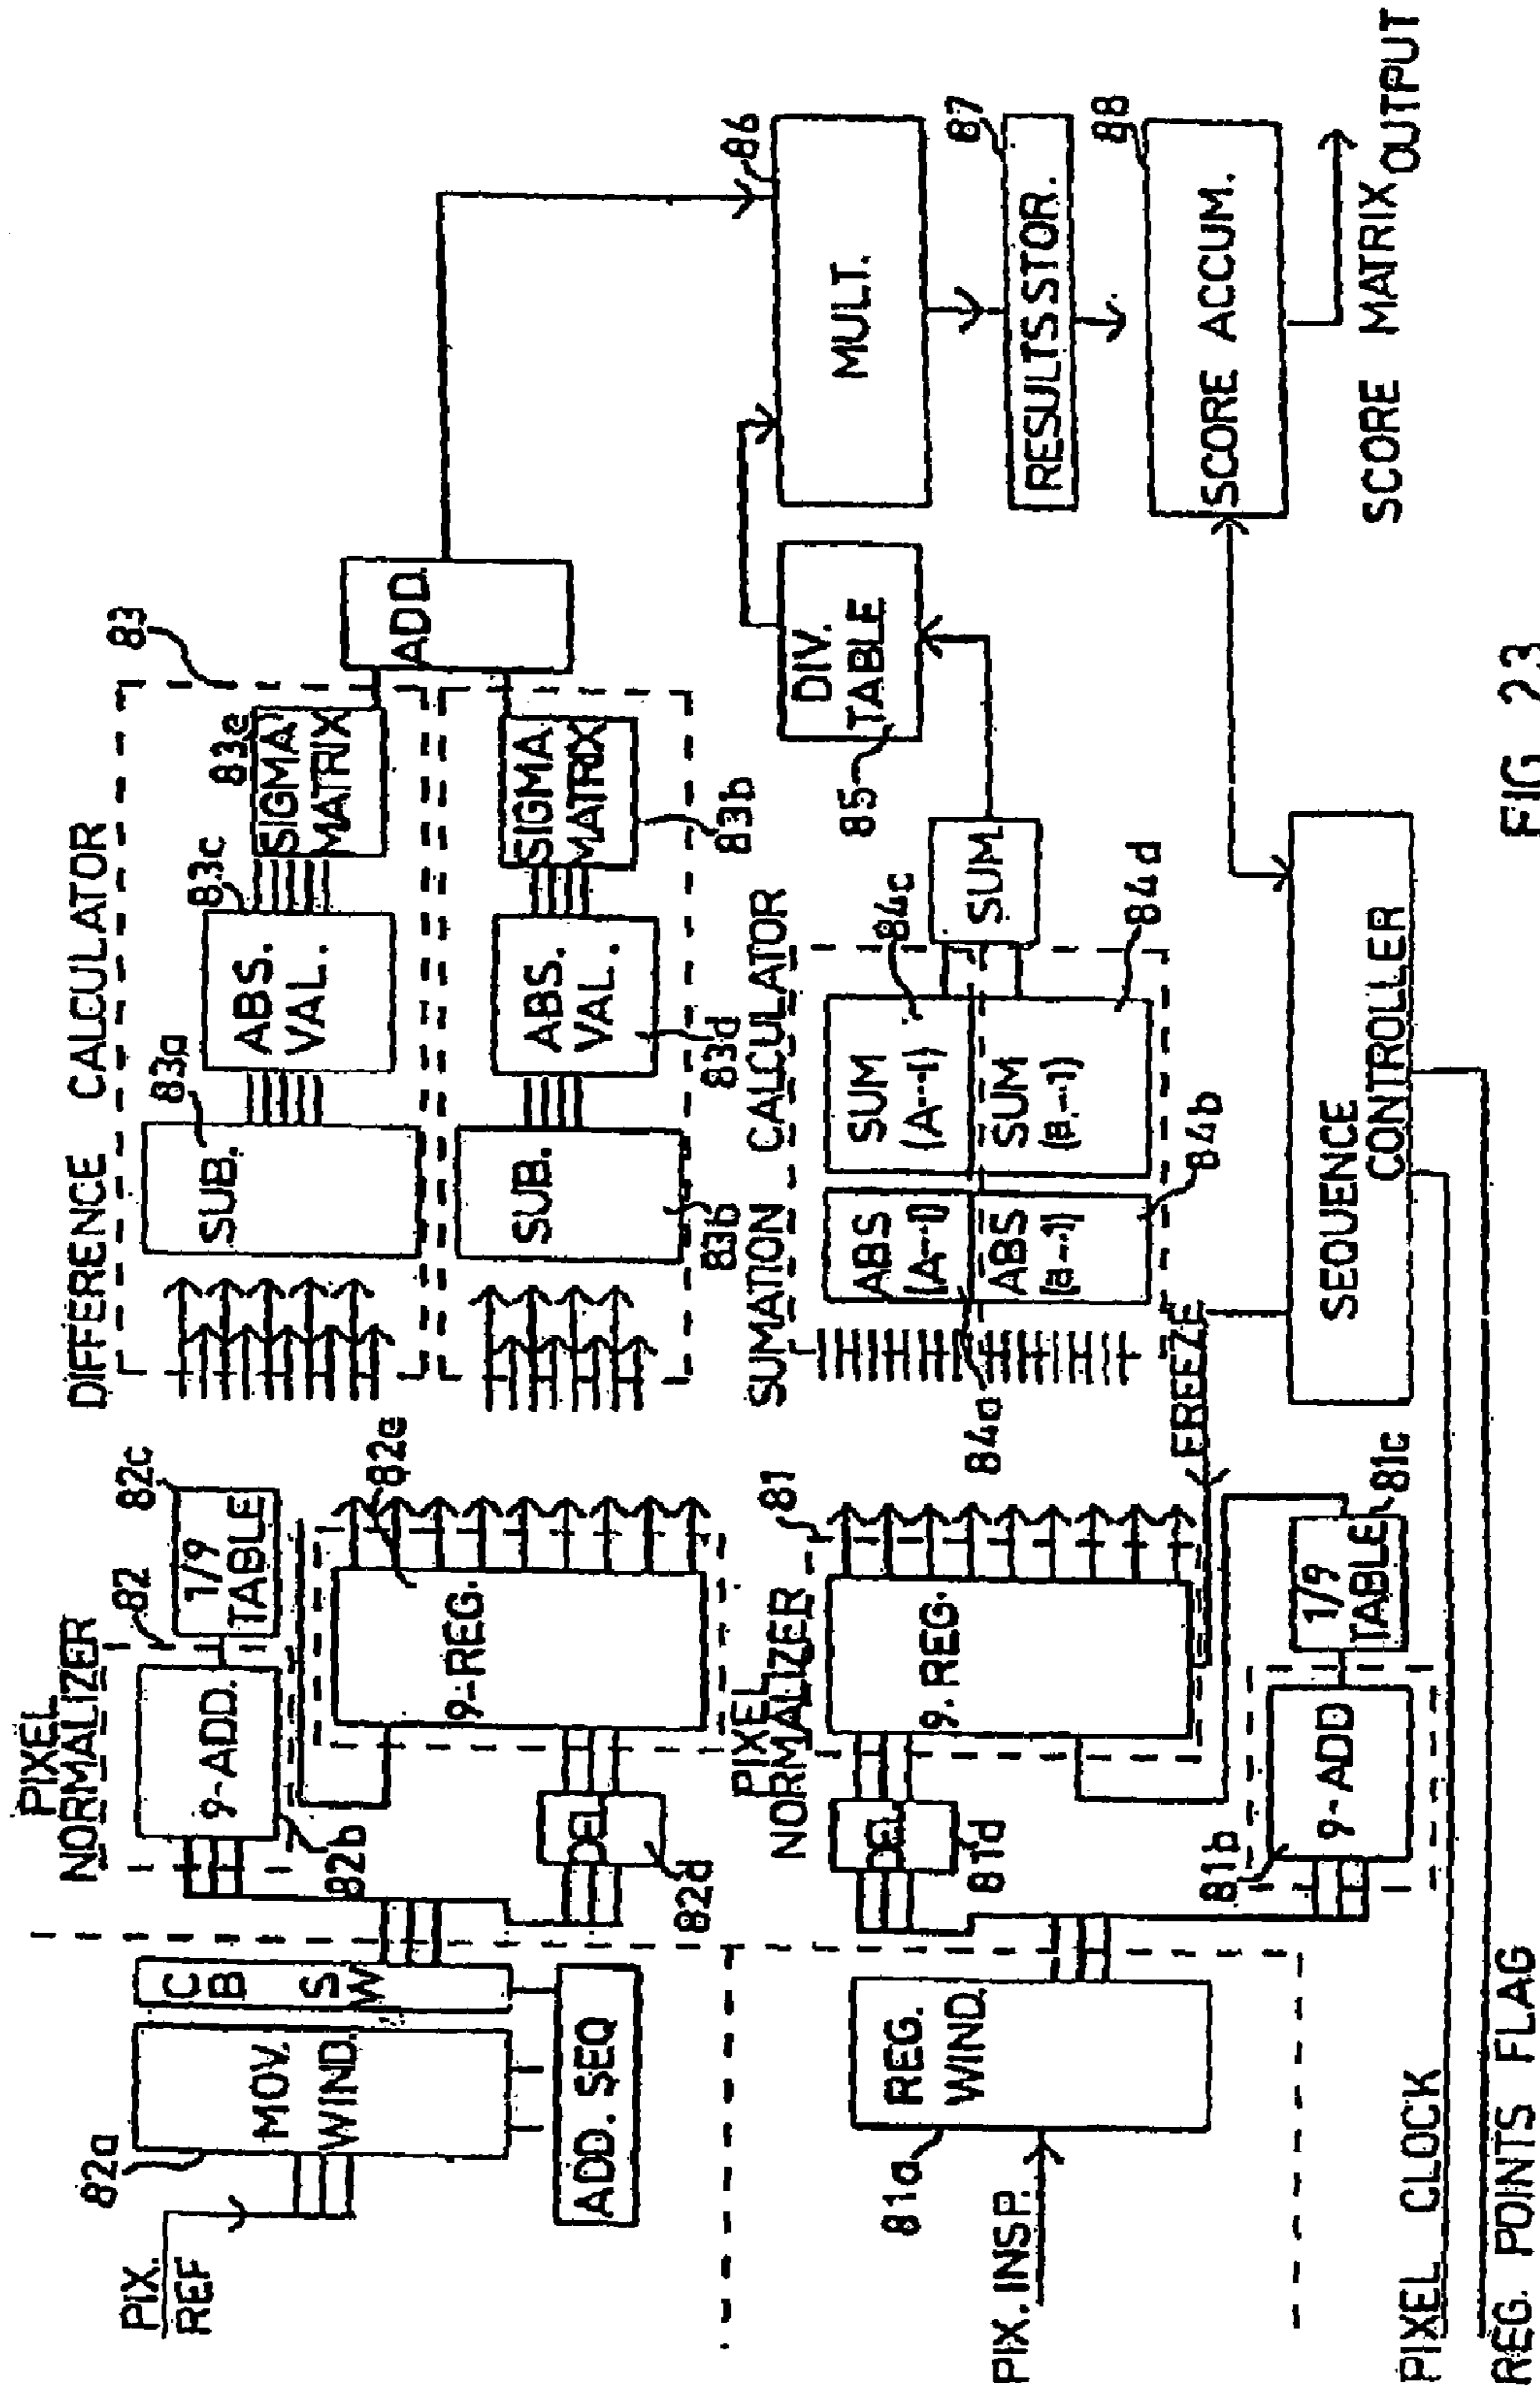 PIX.
REF
82a
MOV.
WIND.
C B S W
ADD. SEQ
PIXEL
NORMALIZER
82
82b
9-ADD.
82c
1/9
TABLE
82d
DEL
82e
9-REG.
DIFFERENCE CALCULATOR
83
83a
SUB.
83c
ABS.
VAL.
83e
SIGMA
MATRIX
83b
SUB.
83d
ABS.
VAL.
83b
SIGMA
MATRIX
ADD.
PIX. INSP.
81a
REG.
WIND.
PIXEL
NORMALIZER
81
81d
DEL
9.REG.
81b
9-ADD
81c
1/9
TABLE
FREEZE
SUMATION CALCULATOR
84a
ABS
(A--I)
84b
ABS
(a--1)
84c
SUM
(A---I)
84d
SUM
(a.--1)
SUM
85
DIV.
TABLE
86
MULT.
87
RESULTS STOR.
88
SCORE ACCUM.
SCORE MATRIX
OUTPUT
SEQUENCE
CONTROLLER
PIXEL CLOCK
REG. POINTS FLAG
FIG 23